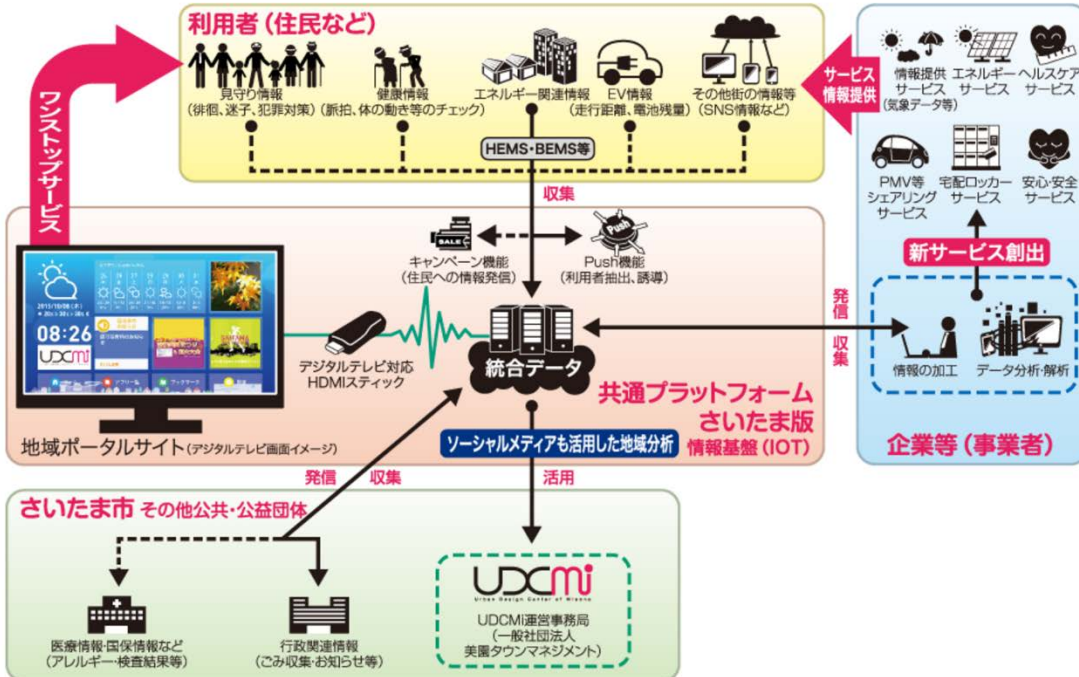 利用者(住民など)
見守り情報
(徘徊、迷子、犯罪対策)
健康情報
(脈拍、体の動き等のチェック)
エネルギー関連情報
EV情報
(走行距離、電池残量)
その他街の情報等
(SNS情報など)
HEMS・BEMS等
収集
ワンストップサービス
サービス
情報提供
情報提供
サービス
(気象データ等)
エネルギー
サービス
ヘルスケア
サービス
PMV等
シェアリング
サービス
宅配ロッカー
サービス
安心・安全
サービス
新サービス創出
情報の加工
データ分析・解析
企業等(事業者)
発信
収集
SALE
キャンペーン機能
(住民への情報発信)
Push
Push機能
(利用者抽出、誘導)
08:26
UDCMi
デジタルテレビ対応
HDMIスティック
統合データ
共通プラットフォーム
さいたま版
情報基盤(IOT)
ソーシャルメディアも活用した地域分析
地域ポータルサイト(デジタルテレビ画面イメージ)
発信
収集
活用
さいたま市 その他公共・公益団体
医療情報・国保情報など
(アレルギー・検査結果等)
行政関連情報
(ごみ収集・お知らせ等)
UDCMi
Urban Design Center of Misono
UDCMi運営事務局
(一般社団法人
美園タウンマネジメント)